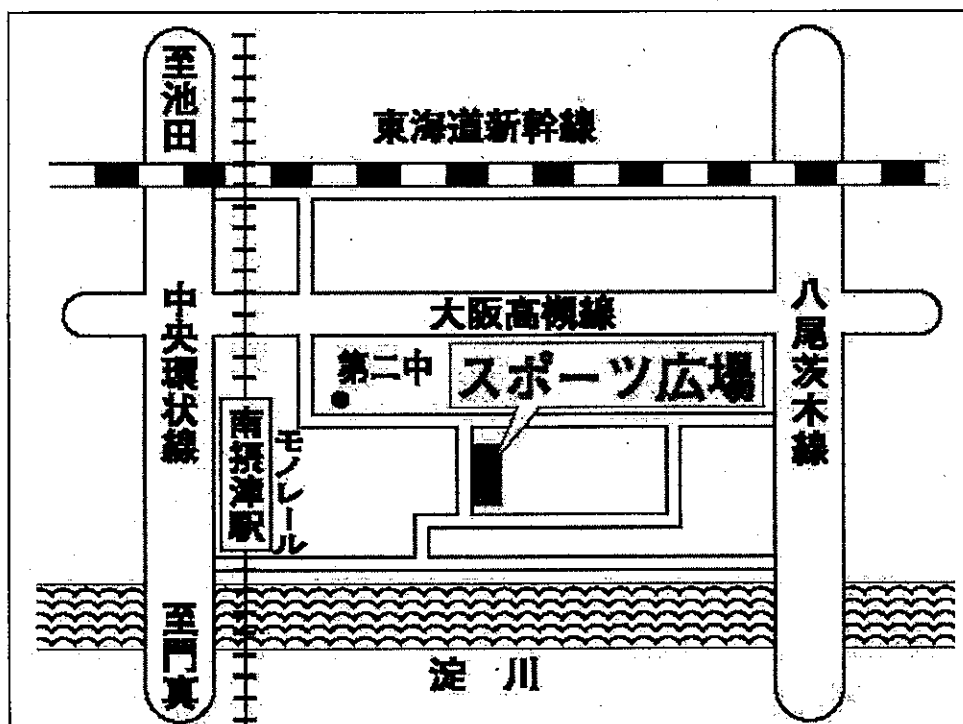 至池田
東海道新幹線
中央環状線
大阪高槻線
八尾茨木線
第二中
スポーツ広場
南摂津駅
モノレール
至門真
淀川